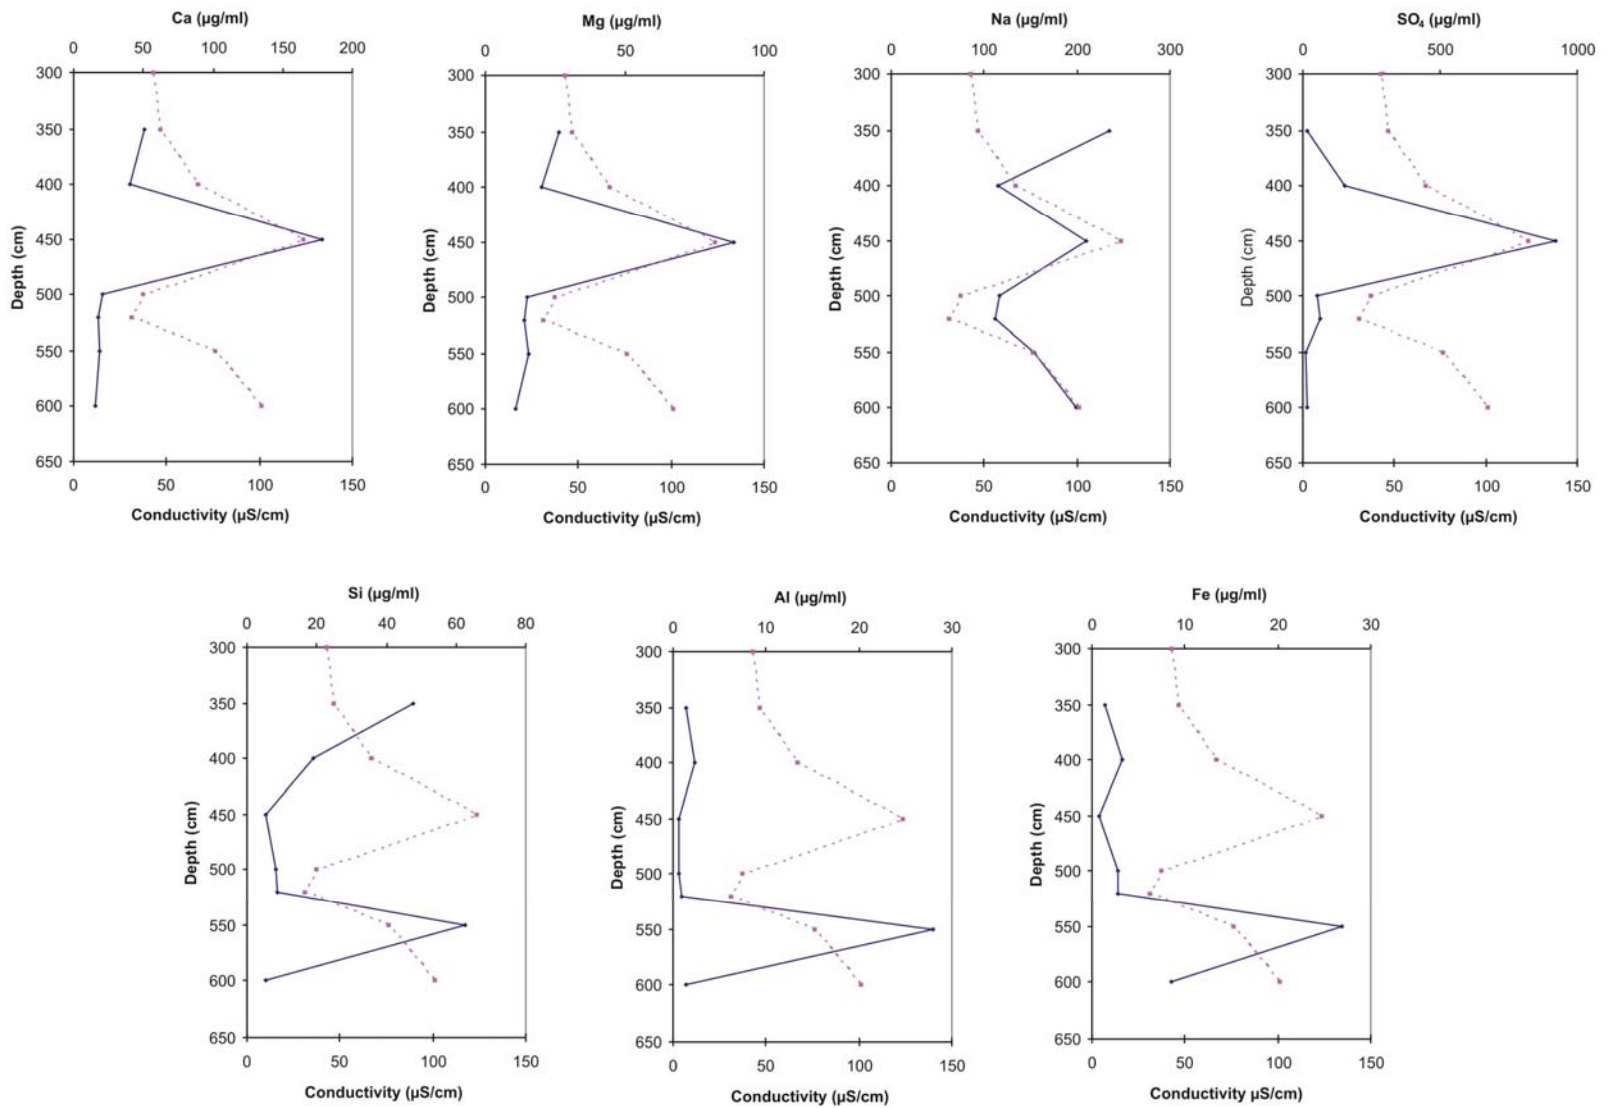 Ca (µg/ml)
0 50 100 150 200
300
350
400
450
500
550
600
650
Depth (cm)
0 50 100 150
Conductivity (µS/cm)
Mg (µg/ml)
0 50 100
300
350
400
450
500
550
600
650
Depth (cm)
0 50 100 150
Conductivity (µS/cm)
Na (µg/ml)
0 100 200 300
300
350
400
450
500
550
600
650
Depth (cm)
0 50 100 150
Conductivity (µS/cm)
SO₄ (µg/ml)
0 500 1000
300
350
400
450
500
550
600
650
Depth (cm)
0 50 100 150
Conductivity (µS/cm)
Si (µg/ml)
0 20 40 60 80
300
350
400
450
500
550
600
650
Depth (cm)
0 50 100 150
Conductivity (µS/cm)
Al (µg/ml)
0 10 20 30
300
350
400
450
500
550
600
650
Depth (cm)
0 50 100 150
Conductivity (µS/cm)
Fe (µg/ml)
0 10 20 30
300
350
400
450
500
550
600
650
Depth (cm)
0 50 100 150
Conductivity µS/cm)